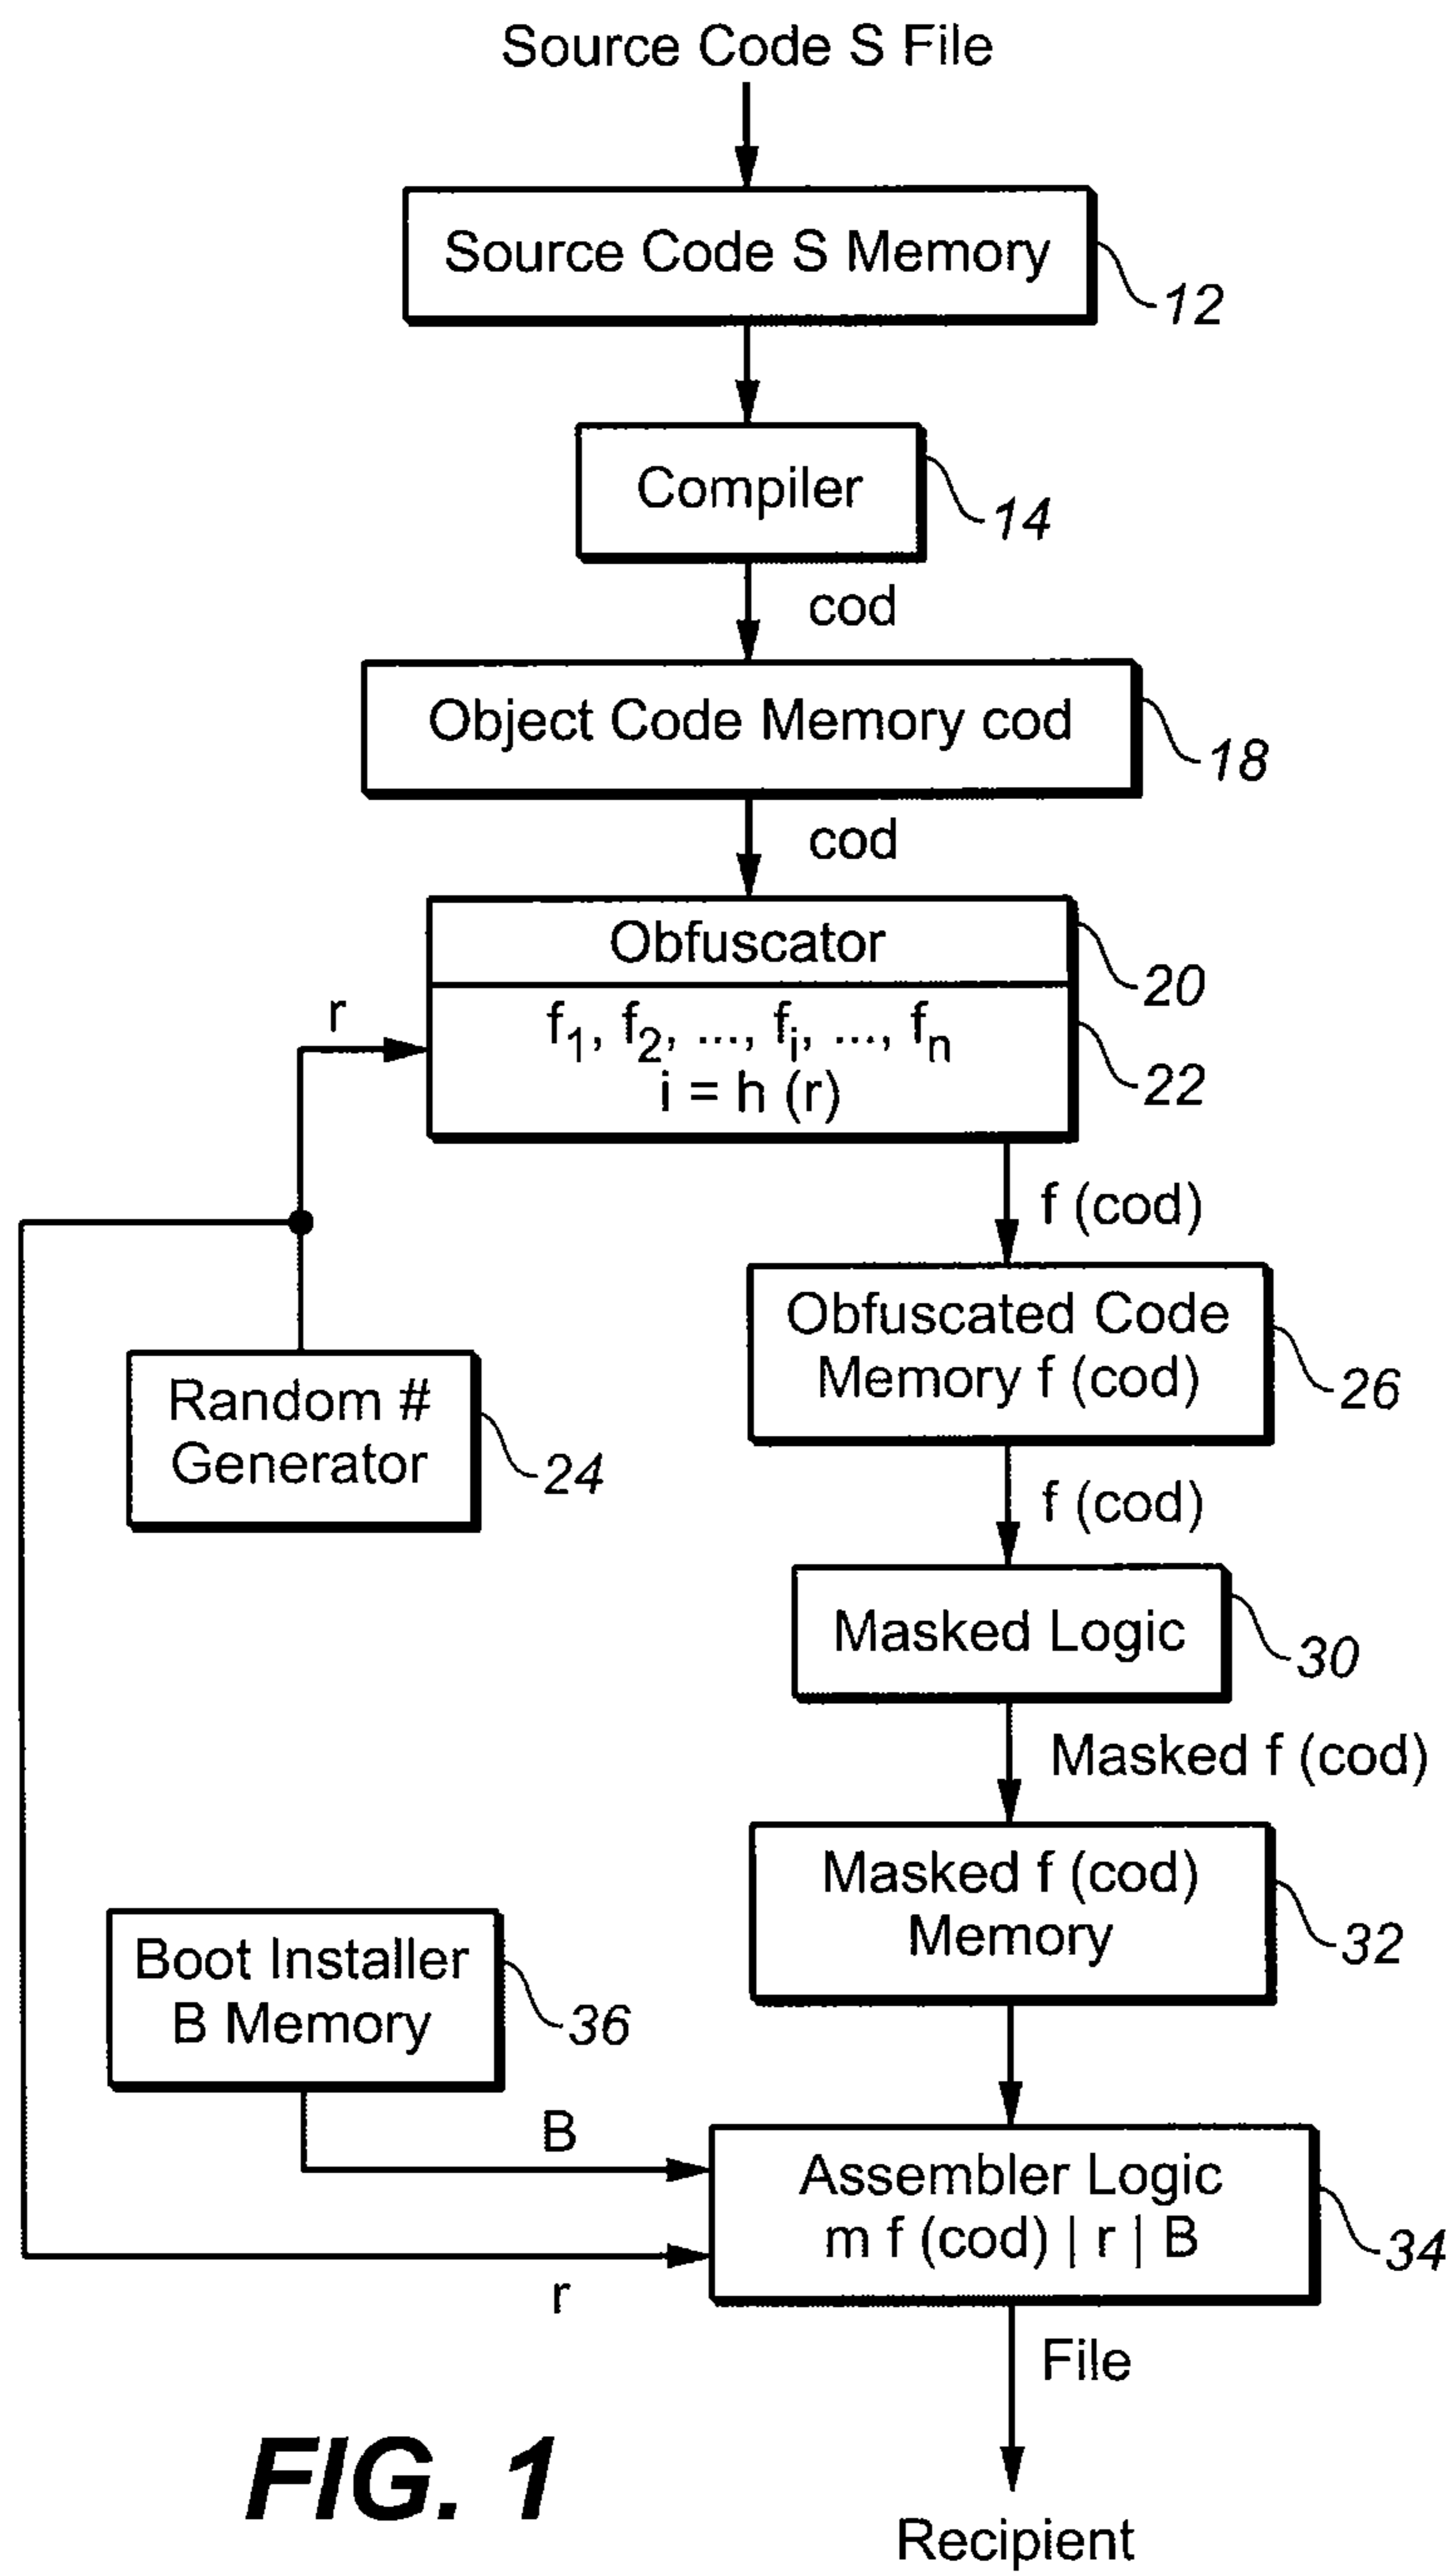 Source Code S File
Source Code S Memory
12
Compiler
14
cod
Object Code Memory cod
18
cod
Obfuscator
20
r
f1, f2, ..., fi, ..., fn
i = h (r)
22
f (cod)
Obfuscated Code
Memory f (cod)
26
Random #
Generator
24
f (cod)
Masked Logic
30
Masked f (cod)
Masked f (cod)
Memory
32
Boot Installer
B Memory
36
B
Assembler Logic
m f (cod) | r | B
34
r
File
FIG. 1
Recipient